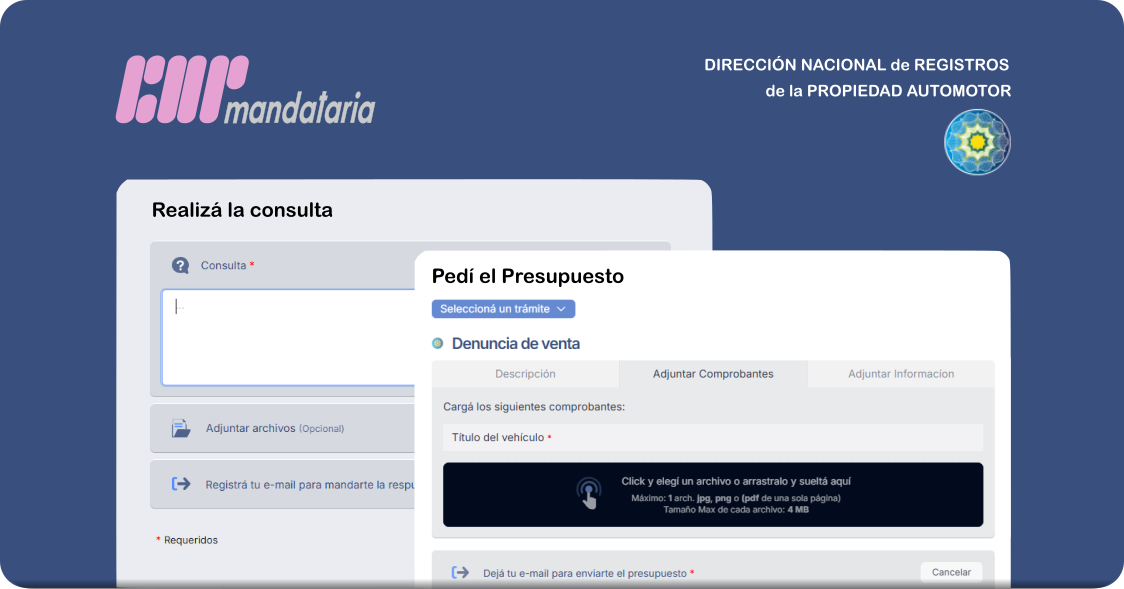 mandataria
DIRECCIÓN NACIONAL de REGISTROS
de la PROPIEDAD AUTOMOTOR
Realizá la consulta
Consulta *
Adjuntar archivos (Opcional)
Registrá tu e-mail para mandarte la respu
* Requeridos
Pedí el Presupuesto
Seleccioná un trámite
Denuncia de venta
Descripción
Adjuntar Comprobantes
Adjuntar Informacion
Cargá los siguientes comprobantes:
Título del vehículo *
Click y elegí un archivo o arrastralo y sueltá aquí
Máximo: 1 arch. jpg, png o (pdf de una sola página)
Tamaño Max de cada archivo: 4 MB
Dejá tu e-mail para enviarte el presupuesto *
Cancelar